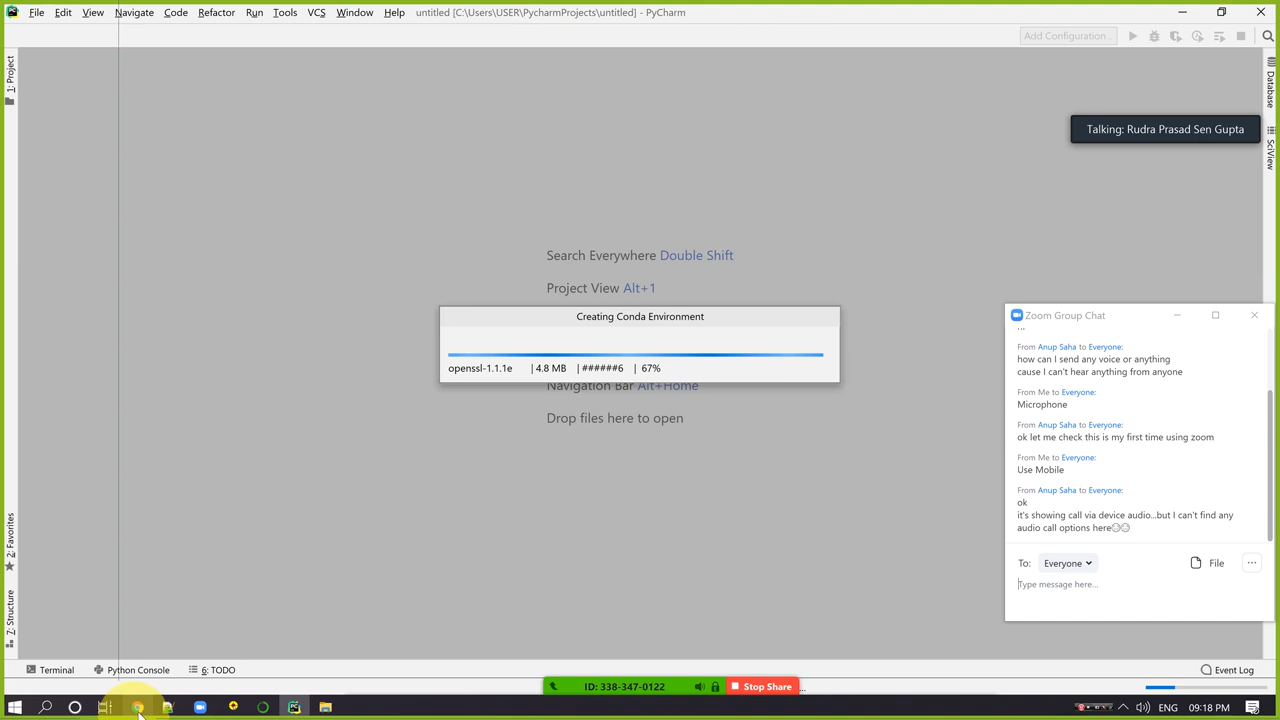 File Edit View Navigate Code Refactor Run Tools VCS Window Help untitled [C:\Users\USER\PycharmProjects\untitled] - PyCharm
Add Configuration...
1: Project
Database
SciView
Talking: Rudra Prasad Sen Gupta
Search Everywhere Double Shift
Project View Alt+1
Creating Conda Environment
openssl-1.1.1e | 4.8 MB | ######6 | 67%
Navigation Bar Alt+Home
Drop files here to open
Zoom Group Chat
From Anup Saha to Everyone:
how can I send any voice or anything
cause I can't hear anything from anyone
From Me to Everyone:
Microphone
From Anup Saha to Everyone:
ok let me check this is my first time using zoom
From Me to Everyone:
Use Mobile
From Anup Saha to Everyone:
ok
it's showing call via device audio...but I can't find any
audio call options here
To: Everyone File
Type message here...
2: Favorites
7: Structure
Terminal Python Console 6: TODO Event Log
ID: 338-347-0122 Stop Share ...
ENG 09:18 PM